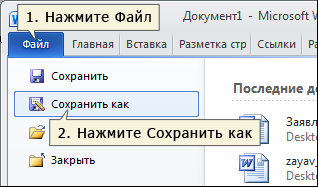 1. Нажмите Файл
Документ1 - Microsoft W
Файл Главная Вставка Разметка стр Ссылки
Сохранить
Сохранить как
2. Нажмите Сохранить как
Закрыть
Последние до
Заявл
Deskto
zayav_
Deskto